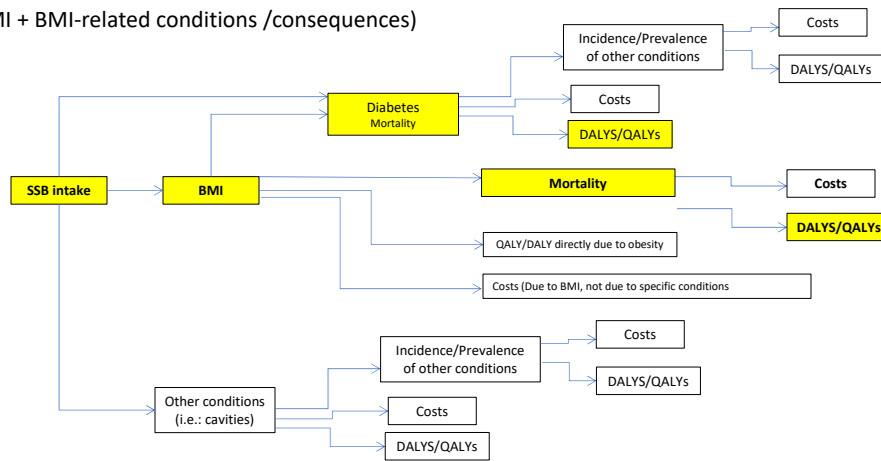 MI + BMI-related conditions /consequences)
Incidence/Prevalence
of other conditions
Costs
DALYS/QALYs
Diabetes
Mortality
Costs
DALYS/QALYs
SSB intake
BMI
Mortality
Costs
DALYS/QALYs
QALY/DALY directly due to obesity
Costs (Due to BMI, not due to specific conditions
Incidence/Prevalence
of other conditions
Costs
DALYS/QALYs
Other conditions
(i.e.: cavities)
Costs
DALYS/QALYs